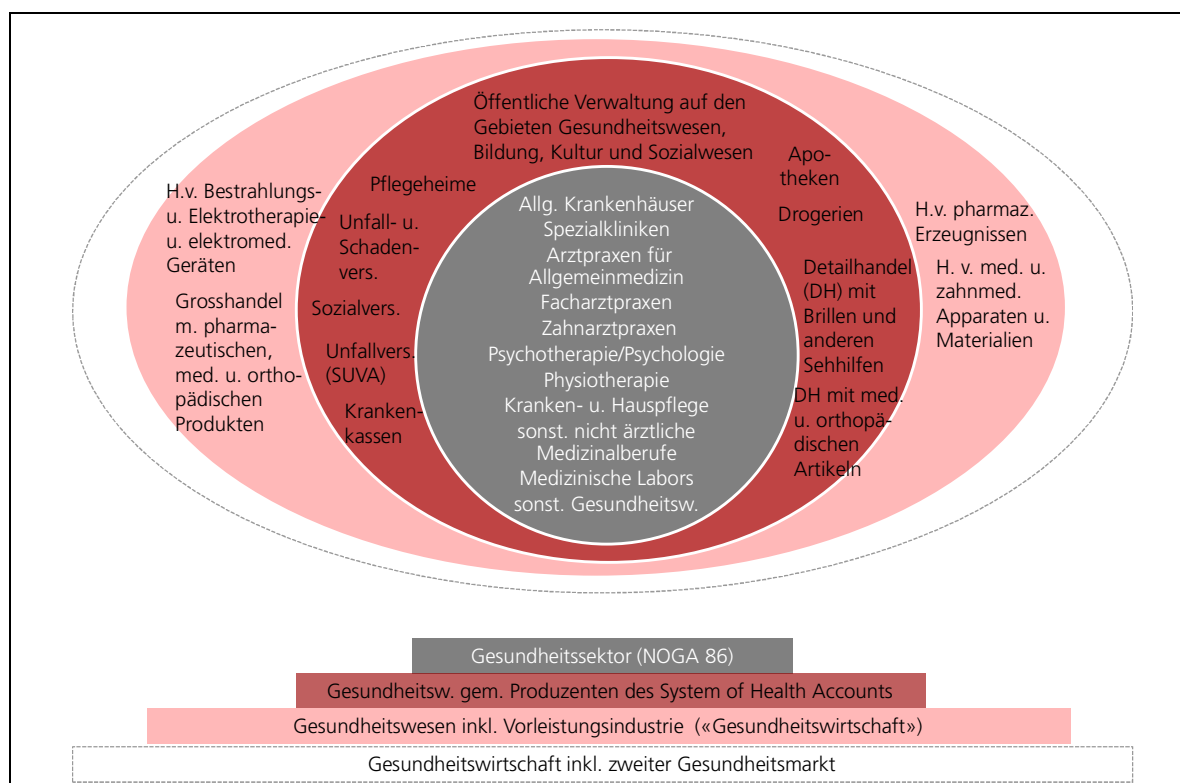 Öffentliche Verwaltung auf den
Gebieten Gesundheitswesen,
Bildung, Kultur und Sozialwesen
H.v. Bestrahlungs-
u. Elektrotherapie-
u. elektromed.
Geräten
Grosshandel
m. pharma-
zeutischen,
med. u. ortho-
pädischen
Produkten
Pflegeheime
Unfall- u.
Schaden-
vers.
Sozialvers.
Unfallvers.
(SUVA)
Kranken-
kassen
Allg. Krankenhäuser
Spezialkliniken
Arztpraxen für
Allgemeinmedizin
Facharztpraxen
Zahnarztpraxen
Psychotherapie/Psychologie
Physiotherapie
Kranken- u. Hauspflege
sonst. nicht ärztliche
Medizinalberufe
Medizinische Labors
sonst. Gesundheitsw.
Apo-
theken
Drogerien
Detailhandel
(DH) mit
Brillen und
anderen
Sehhilfen
DH mit med.
u. orthopä-
dischen
Artikeln
H.v. pharmaz.
Erzeugnissen
H. v. med. u.
zahnmed.
Apparaten u.
Materialien
Gesundheitssektor (NOGA 86)
Gesundheitsw. gem. Produzenten des System of Health Accounts
Gesundheitswesen inkl. Vorleistungsindustrie («Gesundheitswirtschaft»)
Gesundheitswirtschaft inkl. zweiter Gesundheitsmarkt